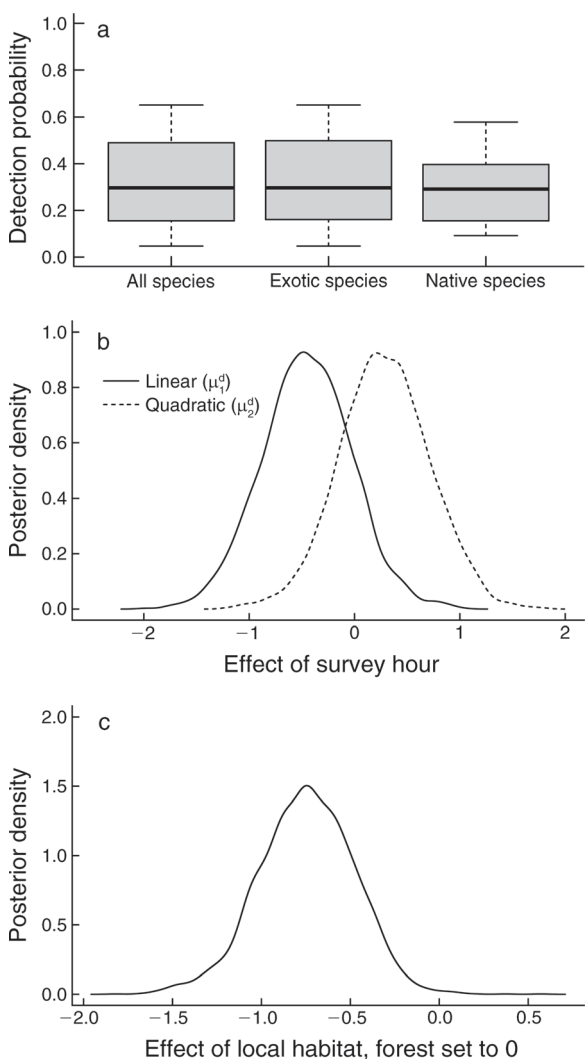 a
1.0
0.8
0.6
0.4
0.2
0.0
Detection probability
All species
Exotic species
Native species
b
1.0
0.8
0.6
0.4
0.2
0.0
Posterior density
Linear (μ₁ᵈ)
Quadratic (μ₂ᵈ)
−2
−1
0
1
2
Effect of survey hour
c
2.0
1.5
1.0
0.5
0.0
Posterior density
−2.0
−1.5
−1.0
−0.5
0.0
0.5
Effect of local habitat, forest set to 0